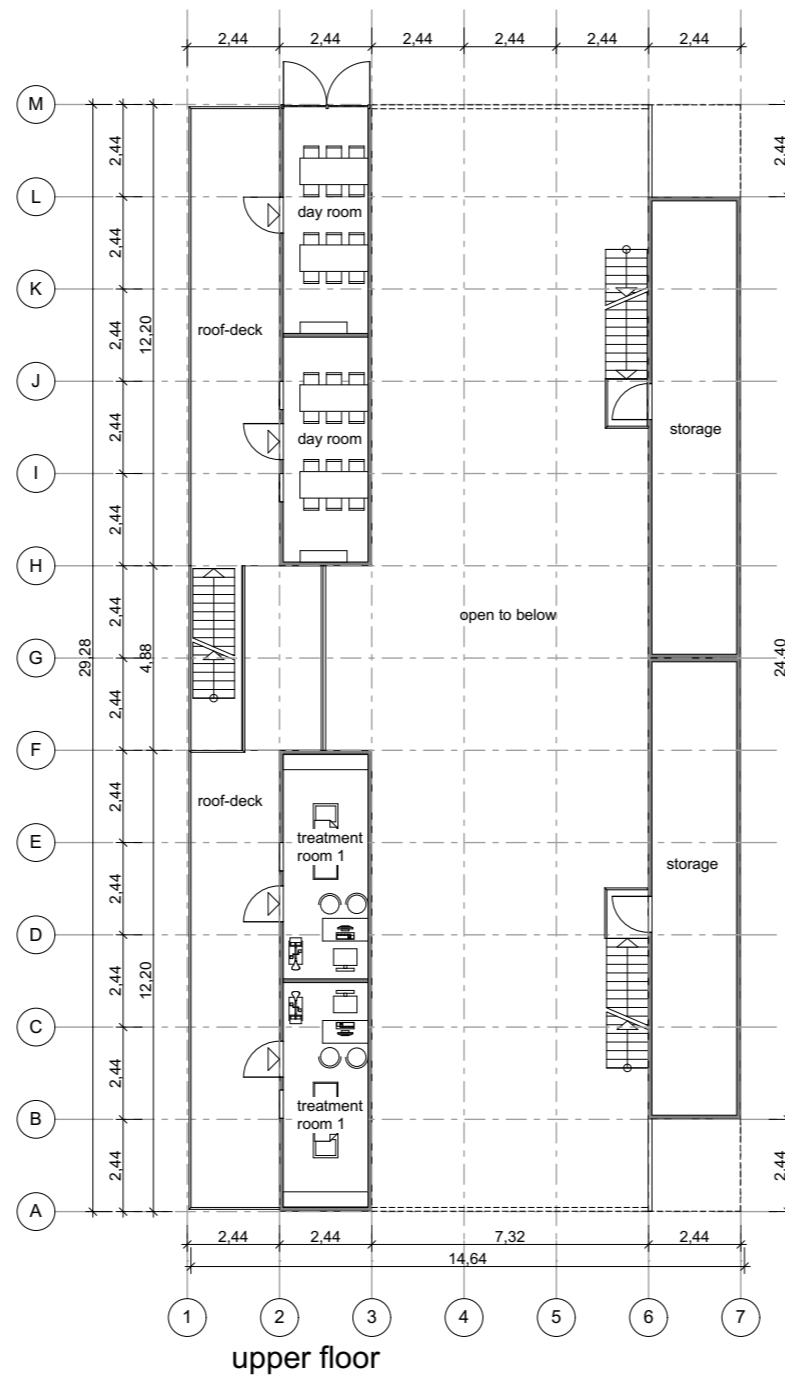 2,44 2,44 2,44 2,44 2,44 2,44
M
2,44 2,44
L
day room
2,44
K
roof-deck
2,44 12,20
J
2,44
day room
storage
I
2,44
H
2,44
open to below
29,28 4,88 24,40
G
2,44
F
2,44
roof-deck
E
treatment
room 1
storage
2,44
D
2,44 12,20
C
2,44
treatment
room 1
B
2,44 2,44
A
2,44 2,44 7,32 2,44
14,64
1 2 3 4 5 6 7
upper floor